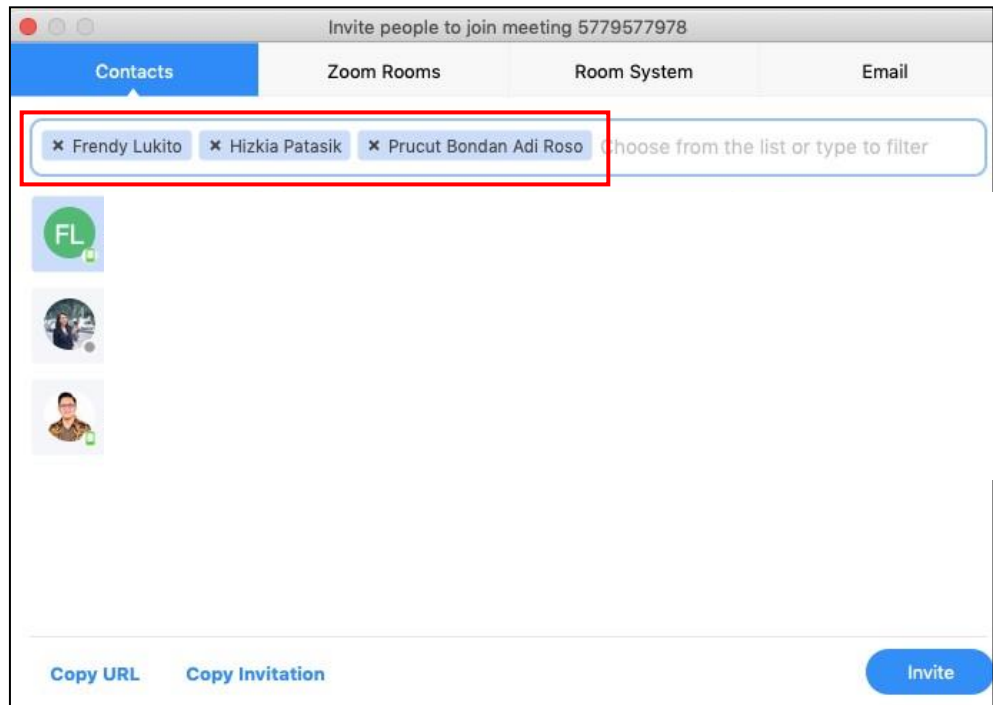 Invite people to join meeting 5779577978
Contacts Zoom Rooms Room System Email
× Frendy Lukito × Hizkia Patasik × Prucut Bondan Adi Roso Choose from the list or type to filter
FL
Copy URL Copy Invitation Invite